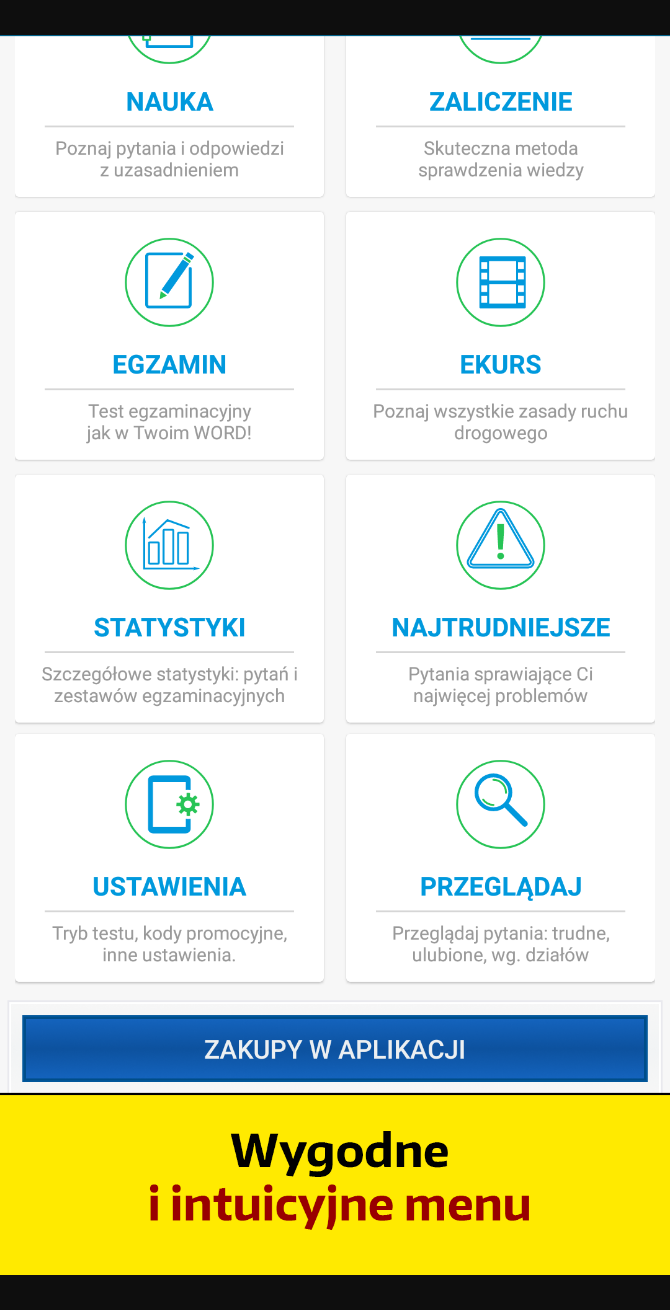 NAUKA
Poznaj pytania i odpowiedzi
z uzasadnieniem
ZALICZENIE
Skuteczna metoda
sprawdzenia wiedzy
EGZAMIN
Test egzaminacyjny
jak w Twoim WORD!
EKURS
Poznaj wszystkie zasady ruchu
drogowego
STATYSTYKI
Szczegółowe statystyki: pytań i
zestawów egzaminacyjnych
NAJTRUDNIEJSZE
Pytania sprawiające Ci
najwięcej problemów
USTAWIENIA
Tryb testu, kody promocyjne,
inne ustawienia.
PRZEGLĄDAJ
Przeglądaj pytania: trudne,
ulubione, wg. działów
ZAKUPY W APLIKACJI
Wygodne
i intuicyjne menu